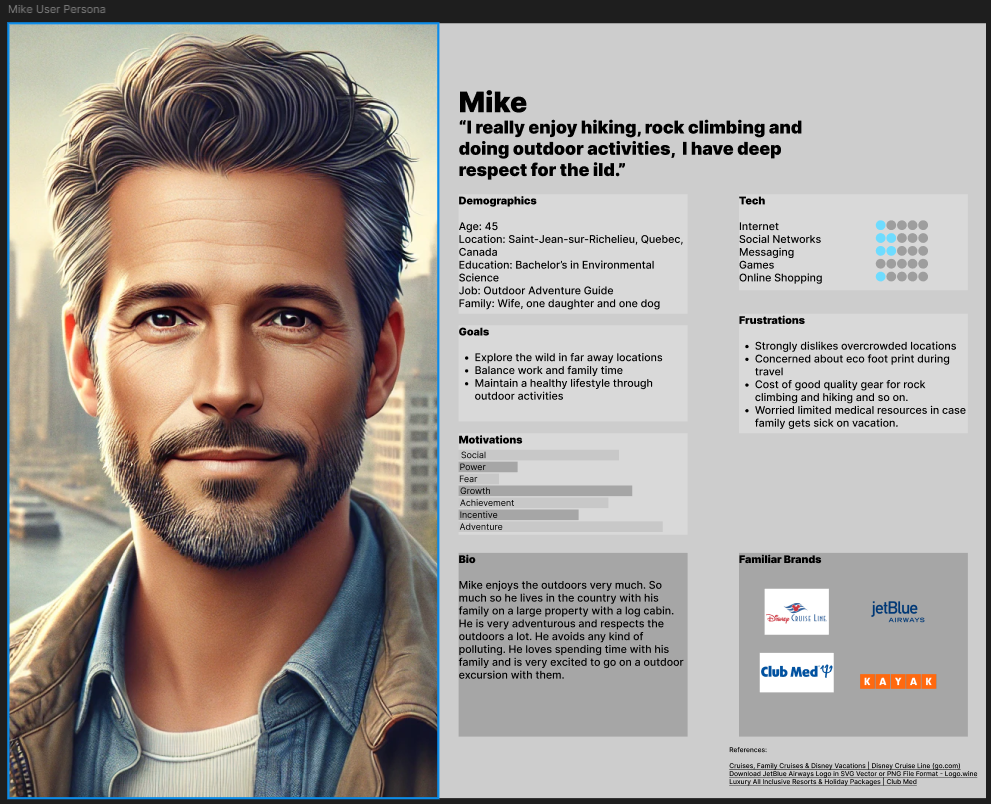 Mike User Persona
Mike
“I really enjoy hiking, rock climbing and
doing outdoor activities, I have deep
respect for the ild.”
Demographics
Age: 45
Location: Saint-Jean-sur-Richelieu, Quebec,
Canada
Education: Bachelor’s in Environmental
Science
Job: Outdoor Adventure Guide
Family: Wife, one daughter and one dog
Goals
• Explore the wild in far away locations
• Balance work and family time
• Maintain a healthy lifestyle through
outdoor activities
Motivations
Social
Power
Fear
Growth
Achievement
Incentive
Adventure
Bio
Mike enjoys the outdoors very much. So
much so he lives in the country with his
family on a large property with a log cabin.
He is very adventurous and respects the
outdoors a lot. He avoids any kind of
polluting. He loves spending time with his
family and is very excited to go on a outdoor
excursion with them.
Tech
Internet
Social Networks
Messaging
Games
Online Shopping
Frustrations
• Strongly dislikes overcrowded locations
• Concerned about eco foot print during
travel
• Cost of good quality gear for rock
climbing and hiking and so on.
• Worried limited medical resources in case
family gets sick on vacation.
Familiar Brands
Disney CRUISE LINE
jetBlue
AIRWAYS
Club Med
KAYAK
References:
Cruises, Family Cruises & Disney Vacations | Disney Cruise Line (go.com)
Download JetBlue Airways Logo in SVG Vector or PNG File Format - Logo.wine
Luxury All Inclusive Resorts & Holiday Packages | Club Med